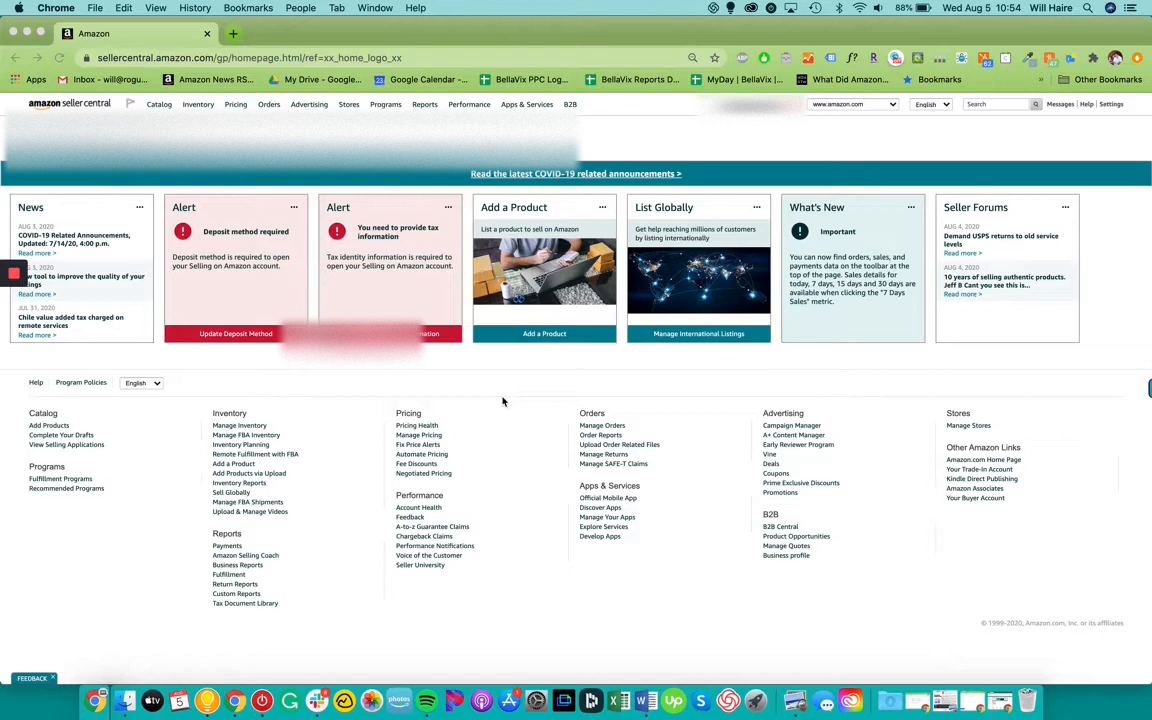 Chrome File Edit View History Bookmarks People Tab Window Help 88% Wed Aug 5 10:54 Will Haire
Amazon
sellercentral.amazon.com/gp/homepage.html/ref=xx_home_logo_xx
Apps Inbox - will@rogu... Amazon News RS... My Drive - Google... Google Calendar -... BellaVix PPC Log... BellaVix Reports D... MyDay | BellaVix |... What Did Amazon... Bookmarks » Other Bookmarks
amazon seller central Catalog Inventory Pricing Orders Advertising Stores Programs Reports Performance Apps & Services B2B www.amazon.com English Search Messages | Help | Settings
Read the latest COVID-19 related announcements >
News
AUG 3, 2020
COVID-19 Related Announcements,
Updated: 7/14/20, 4:00 p.m.
Read more >
3, 2020
tool to improve the quality of your
Read more >
JUL 31, 2020
Chile value added tax charged on
remote services
Read more >
Alert
Deposit method required
Deposit method is required to
open your Selling on Amazon account.
Update Deposit Method
Alert
You need to provide tax
information
Tax identity information is required to
open your Selling on Amazon account.
Add a Product
List a product to sell on Amazon
Add a Product
List Globally
Get help reaching millions of customers
by listing internationally
Manage International Listings
What's New
Important
You can now find orders, sales, and
payments data on the toolbar at the
top of the page. Sales details for
today, 7 days, 15 days and 30 days are
available when clicking the "7 Days
Sales" metric.
Seller Forums
AUG 4, 2020
Demand USPS returns to old service
levels
Read more >
AUG 4, 2020
10 years of selling authentic products.
Jeff B Cant you see this is...
Read more >
Help Program Policies English
Catalog
Add Products
Complete Your Drafts
View Selling Applications
Programs
Fulfillment Programs
Recommended Programs
Inventory
Manage Inventory
Manage FBA Inventory
Inventory Planning
Remote Fulfillment with FBA
Add a Product
Add Products via Upload
Inventory Reports
Sell Globally
Manage FBA Shipments
Upload & Manage Videos
Reports
Payments
Amazon Selling Coach
Business Reports
Fulfillment
Return Reports
Custom Reports
Tax Document Library
Pricing
Pricing Health
Manage Pricing
Fix Price Alerts
Automate Pricing
Fee Discounts
Negotiated Pricing
Performance
Account Health
Feedback
A-to-z Guarantee Claims
Chargeback Claims
Performance Notifications
Voice of the Customer
Seller University
Orders
Manage Orders
Order Reports
Upload Order Related Files
Manage Returns
Manage SAFE-T Claims
Apps & Services
Official Mobile App
Discover Apps
Manage Your Apps
Explore Services
Develop Apps
Advertising
Campaign Manager
A+ Content Manager
Early Reviewer Program
Vine
Deals
Coupons
Prime Exclusive Discounts
Promotions
B2B
B2B Central
Product Opportunities
Manage Quotes
Business profile
Stores
Manage Stores
Other Amazon Links
Amazon.com Home Page
Your Trade-In Account
Kindle Direct Publishing
Amazon Associates
Your Buyer Account
© 1999-2020, Amazon.com, Inc. or its affiliates
FEEDBACK